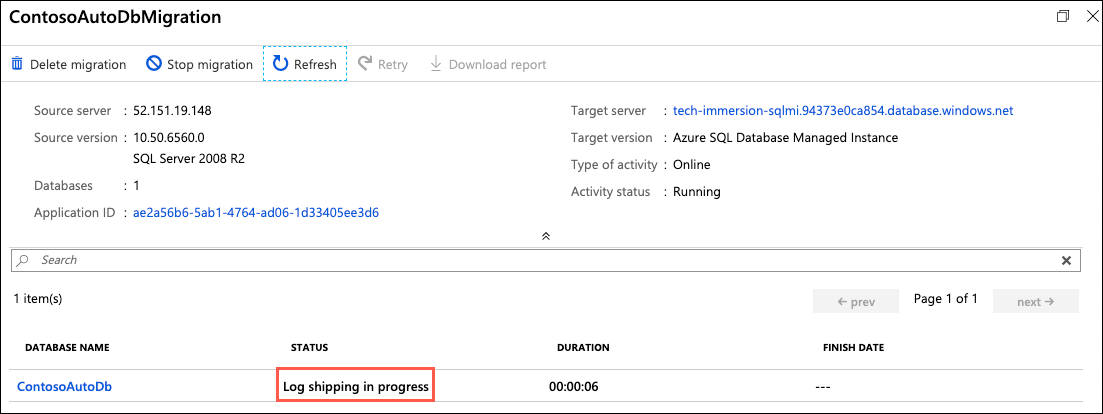 ContosoAutoDbMigration
Delete migration Stop migration Refresh Retry Download report
Source server : 52.151.19.148
Source version : 10.50.6560.0
SQL Server 2008 R2
Databases : 1
Application ID : ae2a56b6-5ab1-4764-ad06-1d33405ee3d6
Target server : tech-immersion-sqlmi.94373e0ca854.database.windows.net
Target version : Azure SQL Database Managed Instance
Type of activity : Online
Activity status : Running
Search
1 item(s)
← prev Page 1 of 1 next →
DATABASE NAME STATUS DURATION FINISH DATE
ContosoAutoDb Log shipping in progress 00:00:06 ---